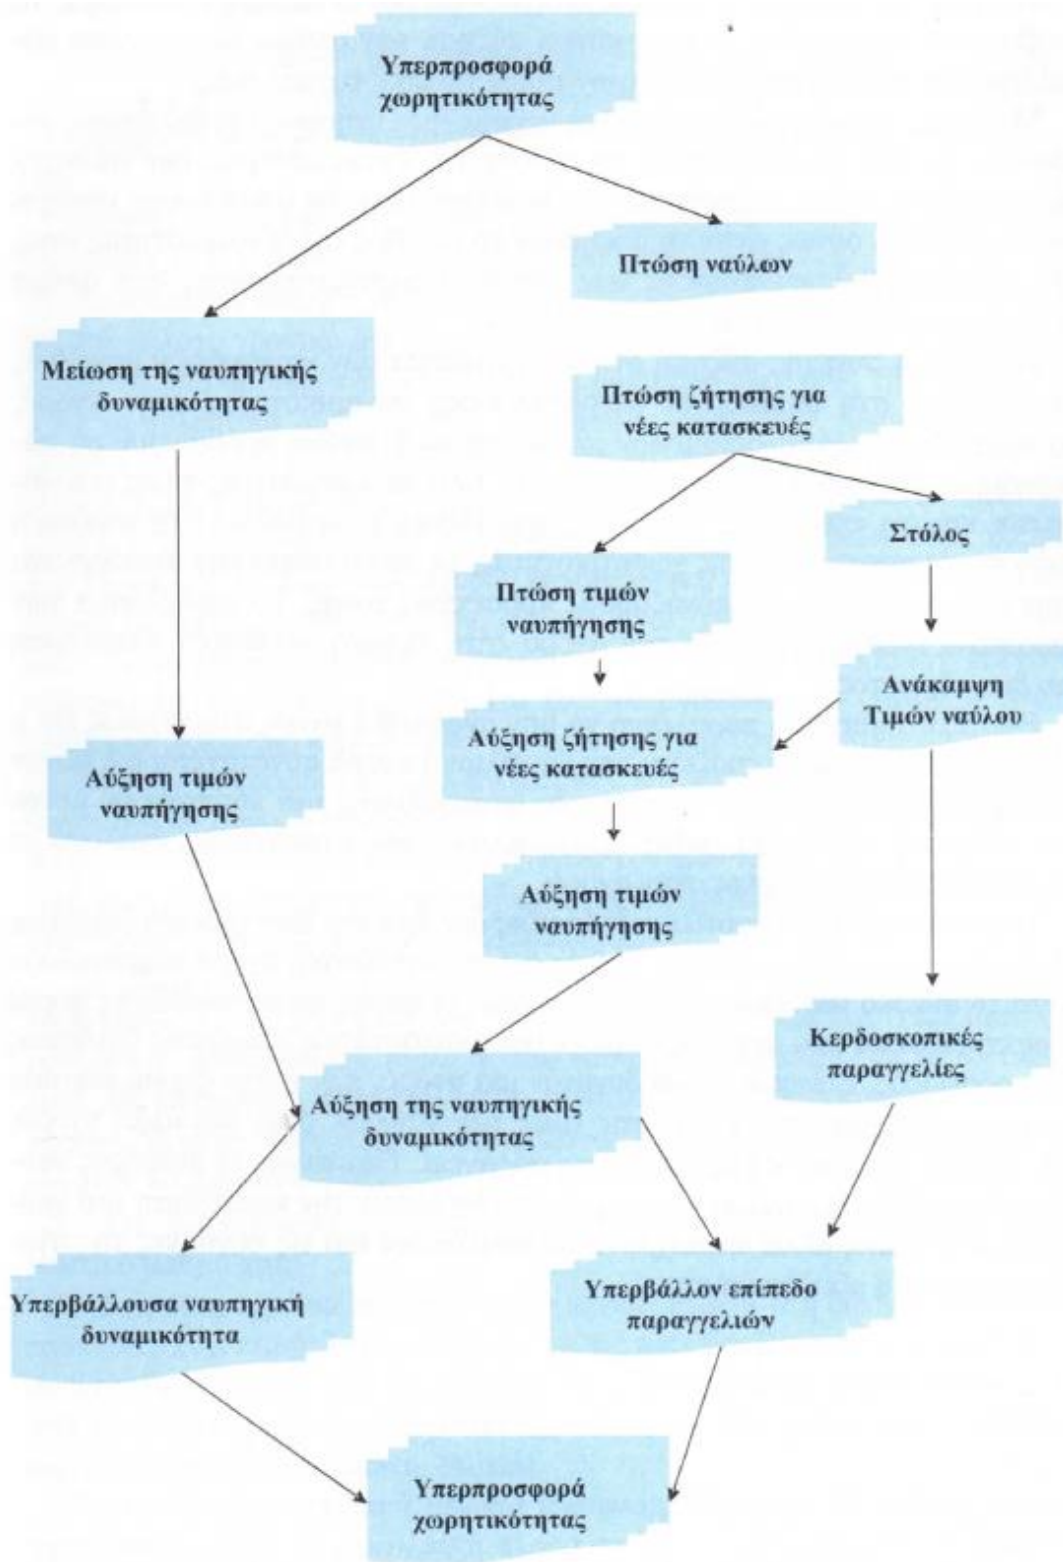 Υπερπροσφορά
χωρητικότητας
Πτώση ναύλων
Μείωση της ναυπηγικής
δυναμικότητας
Πτώση ζήτησης για
νέες κατασκευές
Στόλος
Πτώση τιμών
ναυπήγησης
Ανάκαμψη
Τιμών ναύλου
Αύξηση ζήτησης για
νέες κατασκευές
Αύξηση τιμών
ναυπήγησης
Αύξηση τιμών
ναυπήγησης
Κερδοσκοπικές
παραγγελίες
Αύξηση της ναυπηγικής
δυναμικότητας
Υπερβάλλουσα ναυπηγική
δυναμικότητα
Υπερβάλλον επίπεδο
παραγγελιών
Υπερπροσφορά
χωρητικότητας